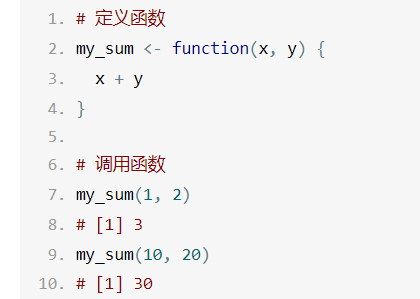 1. # 定义函数
2. my_sum <- function(x, y) {
3.   x + y
4. }
5.
6. # 调用函数
7. my_sum(1, 2)
8. # [1] 3
9. my_sum(10, 20)
10. # [1] 30